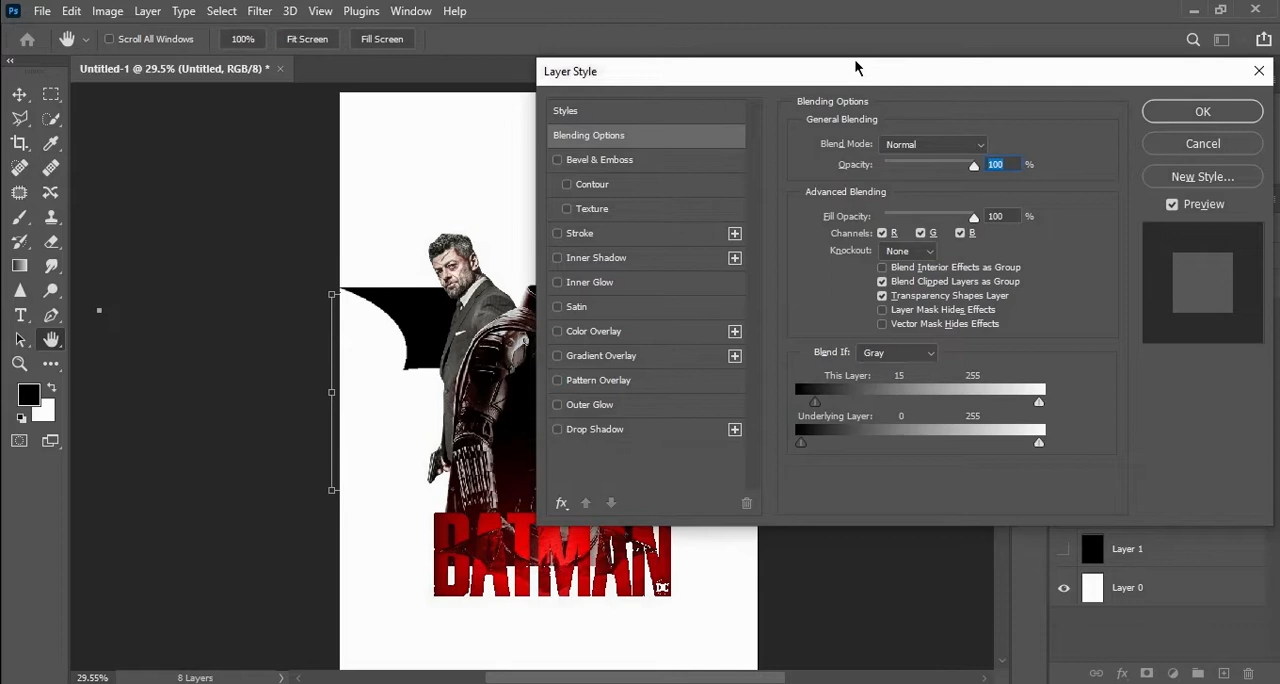 Ps File Edit Image Layer Type Select Filter 3D View Plugins Window Help
Scroll All Windows 100% Fit Screen Fill Screen
Untitled-1 @ 29.5% (Untitled, RGB/8) * ×
Layer Style
Styles
Blending Options
Bevel & Emboss
Contour
Texture
Stroke
Inner Shadow
Inner Glow
Satin
Color Overlay
Gradient Overlay
Pattern Overlay
Outer Glow
Drop Shadow
fx
Blending Options
General Blending
Blend Mode: Normal
Opacity: 100 %
Advanced Blending
Fill Opacity: 100 %
Channels: R G B
Knockout: None
Blend Interior Effects as Group
Blend Clipped Layers as Group
Transparency Shapes Layer
Layer Mask Hides Effects
Vector Mask Hides Effects
Blend If: Gray
This Layer: 15 255
Underlying Layer: 0 255
OK
Cancel
New Style...
Preview
BATMAN
DC
Layer 1
Layer 0
29.55% 8 Layers
fx